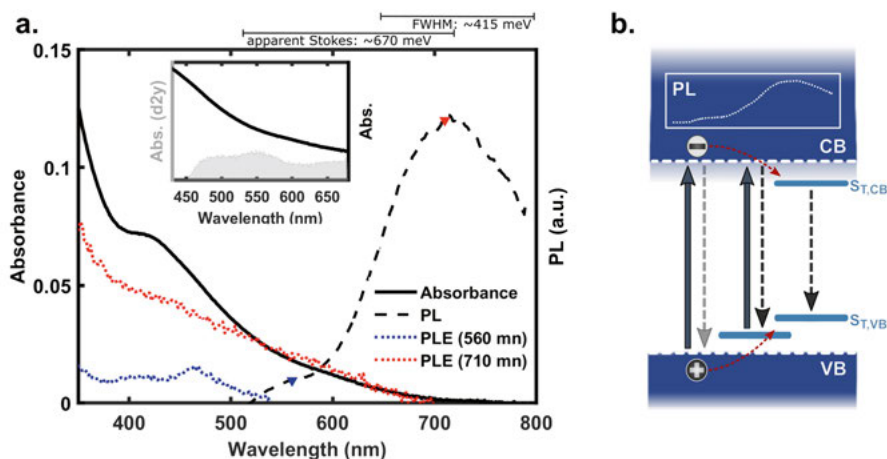 a.
FWHM: ~415 meV
apparent Stokes: ~670 meV
0.15
0.1
0.05
0
Absorbance
400 500 600 700 800
Wavelength (nm)
PL (a.u.)
Abs. (d2y)
Abs.
450 500 550 600 650
Wavelength (nm)
Absorbance
PL
PLE (560 mn)
PLE (710 mn)
b.
PL
CB
S_T,CB
S_T,VB
VB